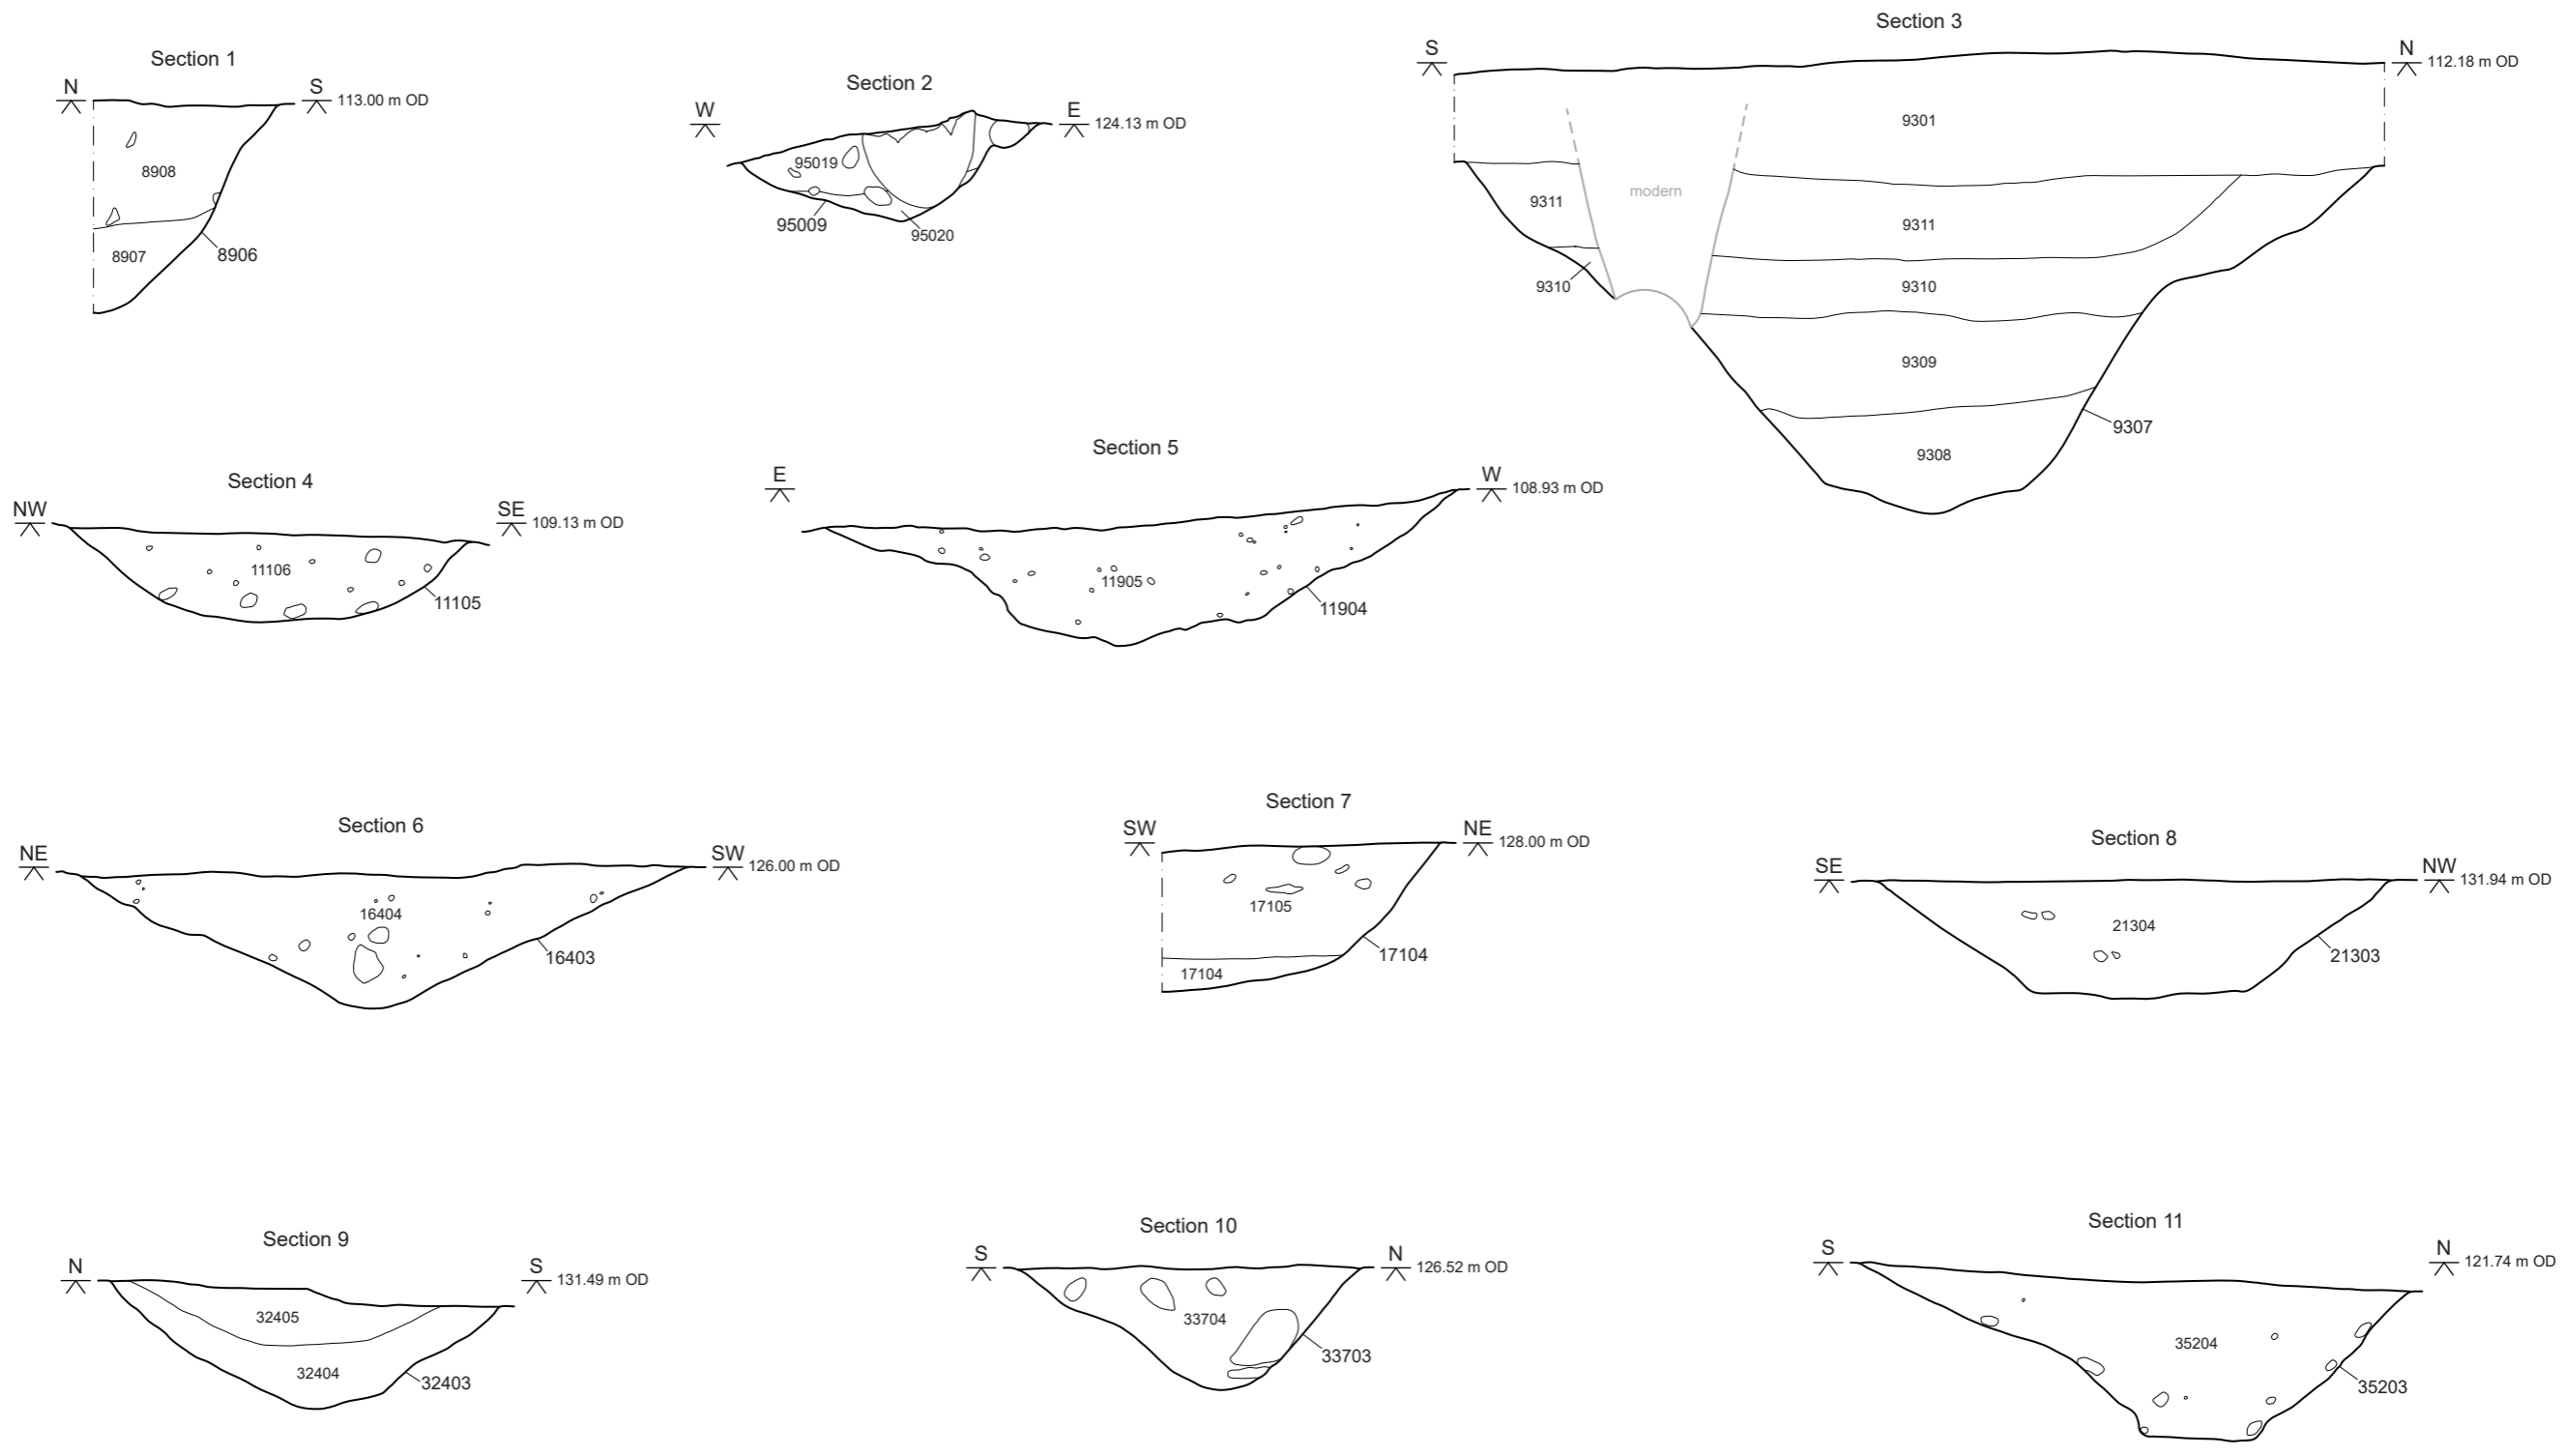 Section 1
N S 113.00 m OD
8908
8907
8906
Section 2
W E 124.13 m OD
95019
95009
95020
Section 3
S N 112.18 m OD
9301
modern
9311
9311
9310
9310
9309
9307
9308
Section 4
NW SE 109.13 m OD
11106
11105
Section 5
E W 108.93 m OD
11905
11904
Section 6
NE SW 126.00 m OD
16404
16403
Section 7
SW NE 128.00 m OD
17105
17104
17104
Section 8
SE NW 131.94 m OD
21304
21303
Section 9
N S 131.49 m OD
32405
32404
32403
Section 10
S N 126.52 m OD
33704
33703
Section 11
S N 121.74 m OD
35204
35203